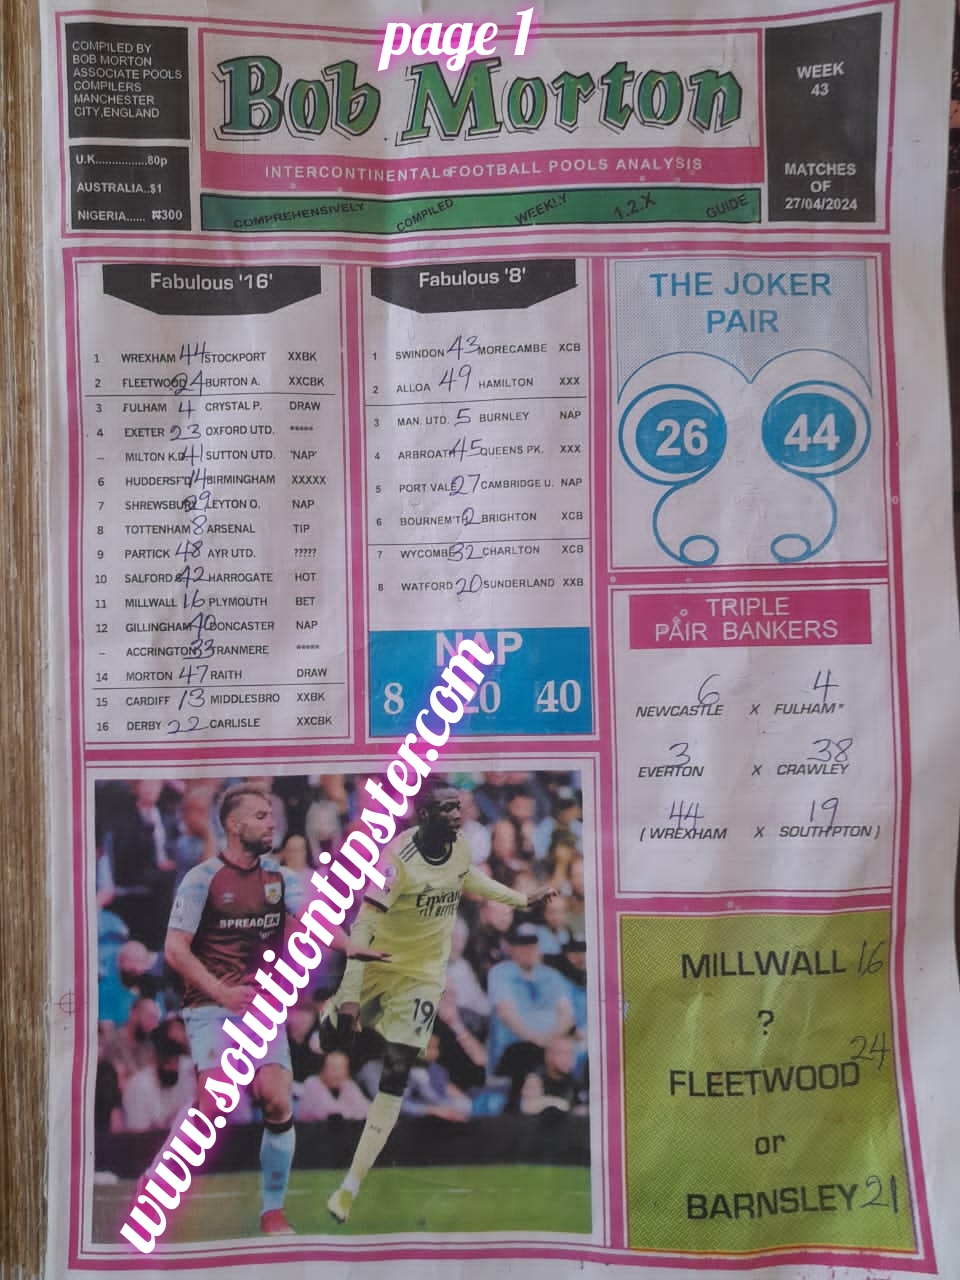 page 1
COMPILED BY
BOB MORTON
ASSOCIATE POOLS
COMPILERS
MANCHESTER
CITY,ENGLAND
U.K................80p
AUSTRALIA..$1
NIGERIA...... ₦300
Bob Morton
INTERCONTINENTAL FOOTBALL POOLS ANALYSIS
COMPREHENSIVELY COMPILED WEEKLY 1.2.X GUIDE
WEEK
43
MATCHES
OF
27/04/2024
Fabulous '16'
1 WREXHAM 44 STOCKPORT XXBK
2 FLEETWOOD 24 BURTON A. XXCBK
3 FULHAM 4 CRYSTAL P. DRAW
4 EXETER 23 OXFORD UTD. *****
– MILTON K.D 41 SUTTON UTD. 'NAP'
6 HUDDERSF'D 14 BIRMINGHAM XXXXX
7 SHREWSBURY 29 LEYTON O. NAP
8 TOTTENHAM 8 ARSENAL TIP
9 PARTICK 48 AYR UTD. ?????
10 SALFORD 42 HARROGATE HOT
11 MILLWALL 16 PLYMOUTH BET
12 GILLINGHAM 40 DONCASTER NAP
– ACCRINGTON 33 TRANMERE *****
14 MORTON 47 RAITH DRAW
15 CARDIFF 13 MIDDLESBRO XXBK
16 DERBY 22 CARLISLE XXCBK
Fabulous '8'
1 SWINDON 43 MORECAMBE XCB
2 ALLOA 49 HAMILTON XXX
3 MAN. UTD. 5 BURNLEY NAP
4 ARBROATH 45 QUEENS PK. XXX
5 PORT VALE 27 CAMBRIDGE U. NAP
6 BOURNEM'TH 2 BRIGHTON XCB
7 WYCOMBE 32 CHARLTON XCB
8 WATFORD 20 SUNDERLAND XXB
NAP
8 20 40
THE JOKER
PAIR
26 44
TRIPLE
PAIR BANKERS
6 4
NEWCASTLE X FULHAM*
3 38
EVERTON X CRAWLEY
44 19
( WREXHAM X SOUTH'PTON )
SPREADEX
Emirates
FLY BETTER
19
MILLWALL 16
?
FLEETWOOD 24
or
BARNSLEY 21
www.solutiontipster.com